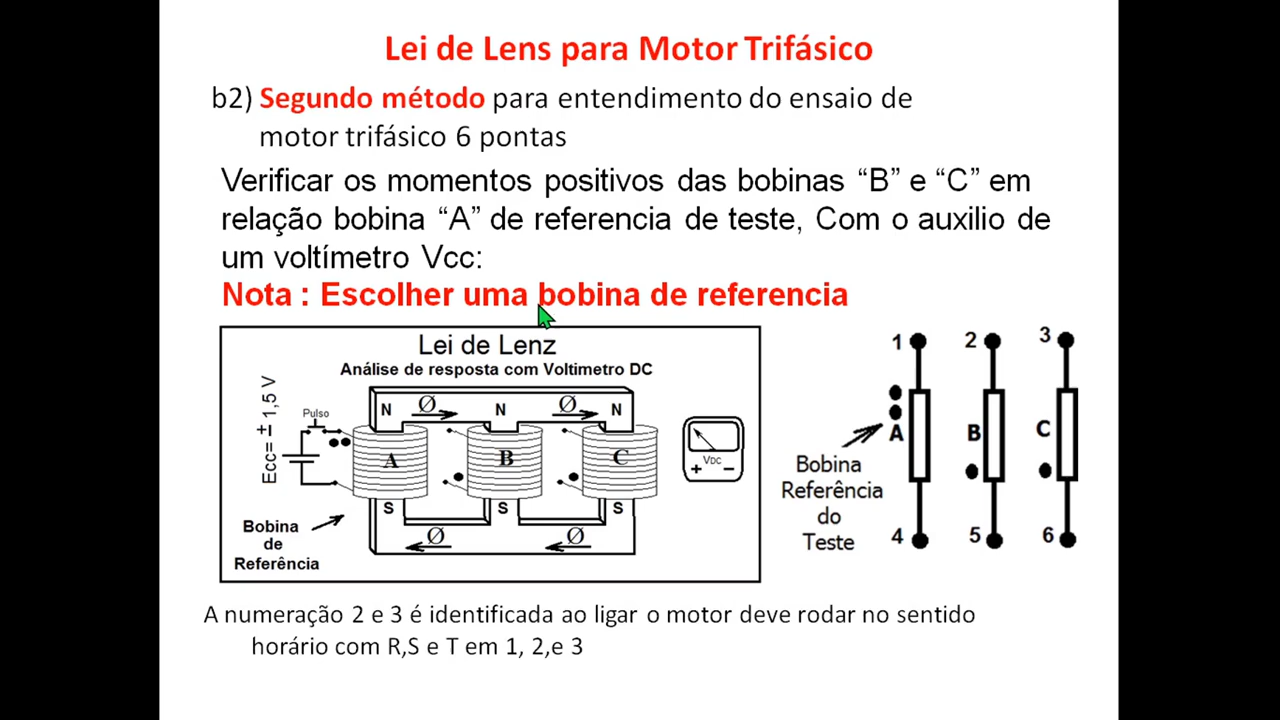 Lei de Lens para Motor Trifásico
b2) Segundo método para entendimento do ensaio de
motor trifásico 6 pontas
Verificar os momentos positivos das bobinas “B” e “C” em
relação bobina “A” de referencia de teste, Com o auxilio de
um voltímetro Vcc:
Nota : Escolher uma bobina de referencia
Lei de Lenz
Análise de resposta com Voltimetro DC
Ecc= ± 1,5 V
Pulso
N Ø N Ø N
A B C
VDC
+ −
S S S
Ø Ø
Bobina
de
Referência
1 2 3
A B C
Bobina
Referência
do
Teste
4 5 6
A numeração 2 e 3 é identificada ao ligar o motor deve rodar no sentido
horário com R,S e T em 1, 2,e 3